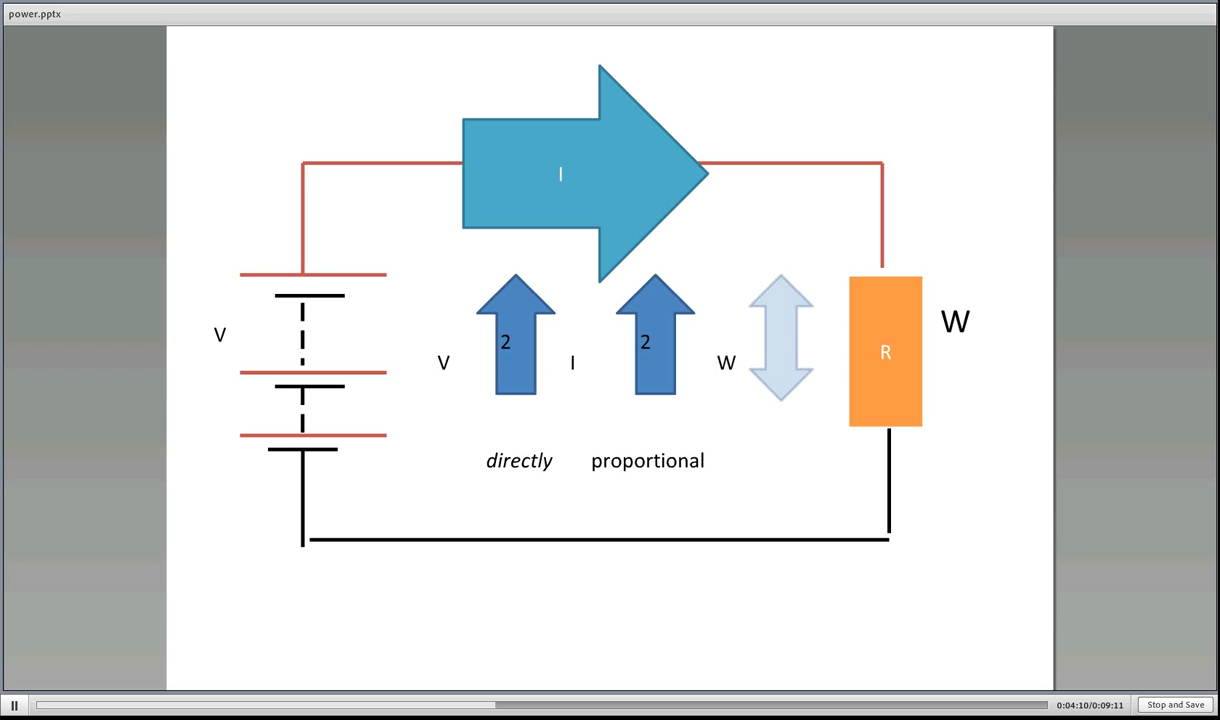 power.pptx
I
V
V 2 I 2 W
R
W
directly proportional
0:04:10/0:09:11 Stop and Save